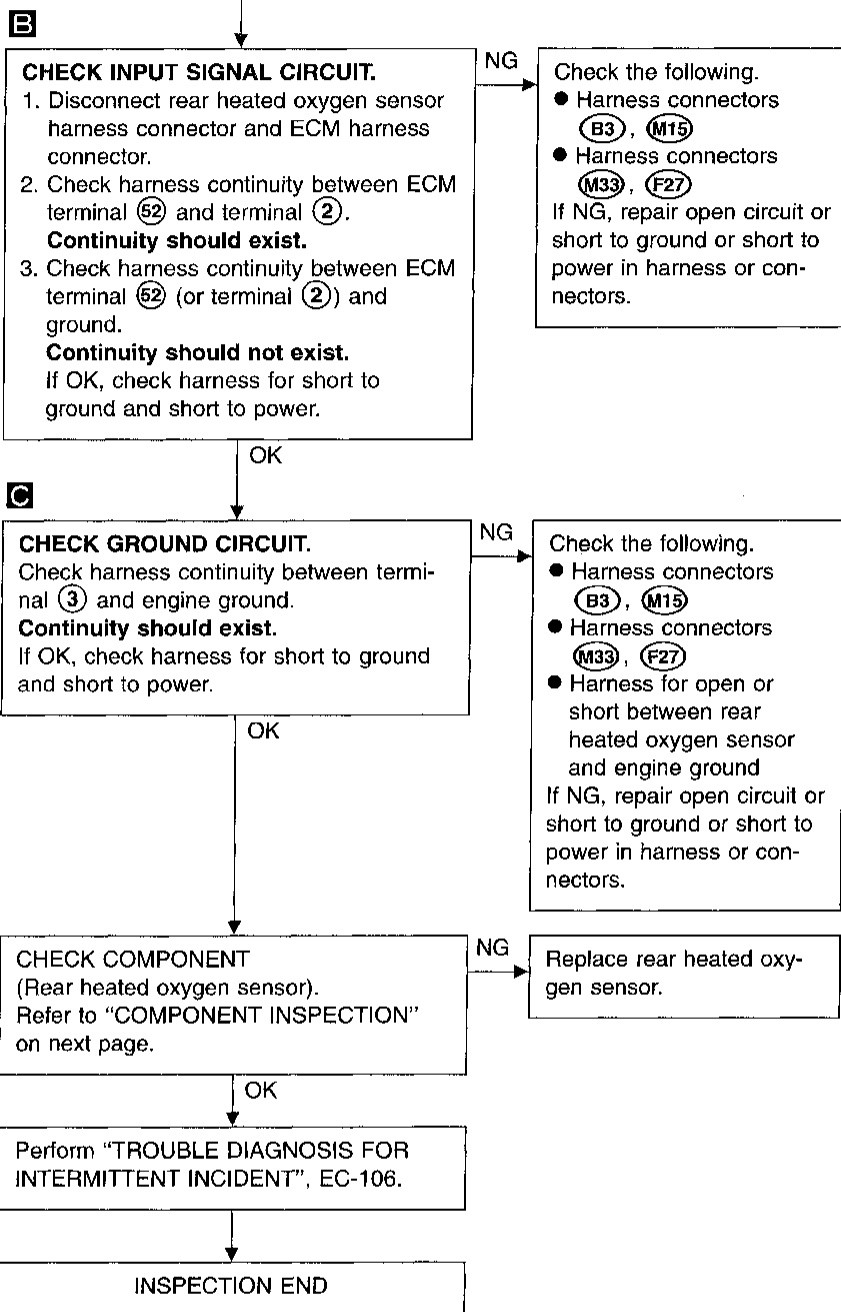 B
CHECK INPUT SIGNAL CIRCUIT.
1. Disconnect rear heated oxygen sensor
harness connector and ECM harness
connector.
2. Check harness continuity between ECM
terminal 52 and terminal 2.
Continuity should exist.
3. Check harness continuity between ECM
terminal 52 (or terminal 2) and
ground.
Continuity should not exist.
If OK, check harness for short to
ground and short to power.
NG
Check the following.
● Harness connectors
B3, M15
● Harness connectors
M33, F27
If NG, repair open circuit or
short to ground or short to
power in harness or con-
nectors.
OK
C
CHECK GROUND CIRCUIT.
Check harness continuity between termi-
nal 3 and engine ground.
Continuity should exist.
If OK, check harness for short to ground
and short to power.
NG
Check the following.
● Harness connectors
B3, M15
● Harness connectors
M33, F27
● Harness for open or
short between rear
heated oxygen sensor
and engine ground
If NG, repair open circuit or
short to ground or short to
power in harness or con-
nectors.
OK
CHECK COMPONENT
(Rear heated oxygen sensor).
Refer to “COMPONENT INSPECTION”
on next page.
NG
Replace rear heated oxy-
gen sensor.
OK
Perform “TROUBLE DIAGNOSIS FOR
INTERMITTENT INCIDENT”, EC-106.
INSPECTION END